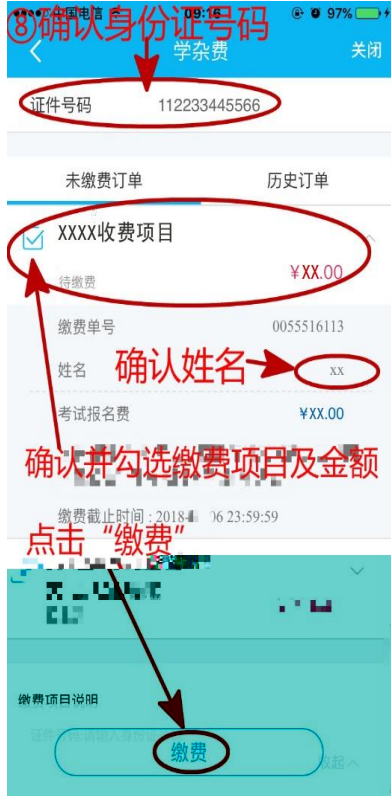 中国电信 09:16 97%
⑧确认身份证号码
学杂费 关闭
证件号码 112233445566
未缴费订单 历史订单
XXXX收费项目
待缴费 ¥XX.00
缴费单号 0055516113
姓名 确认姓名 xx
考试报名费 ¥XX.00
确认并勾选缴费项目及金额
缴费截止时间：2018- 06 23:59:59
点击“缴费”
缴费项目说明
缴费
收起